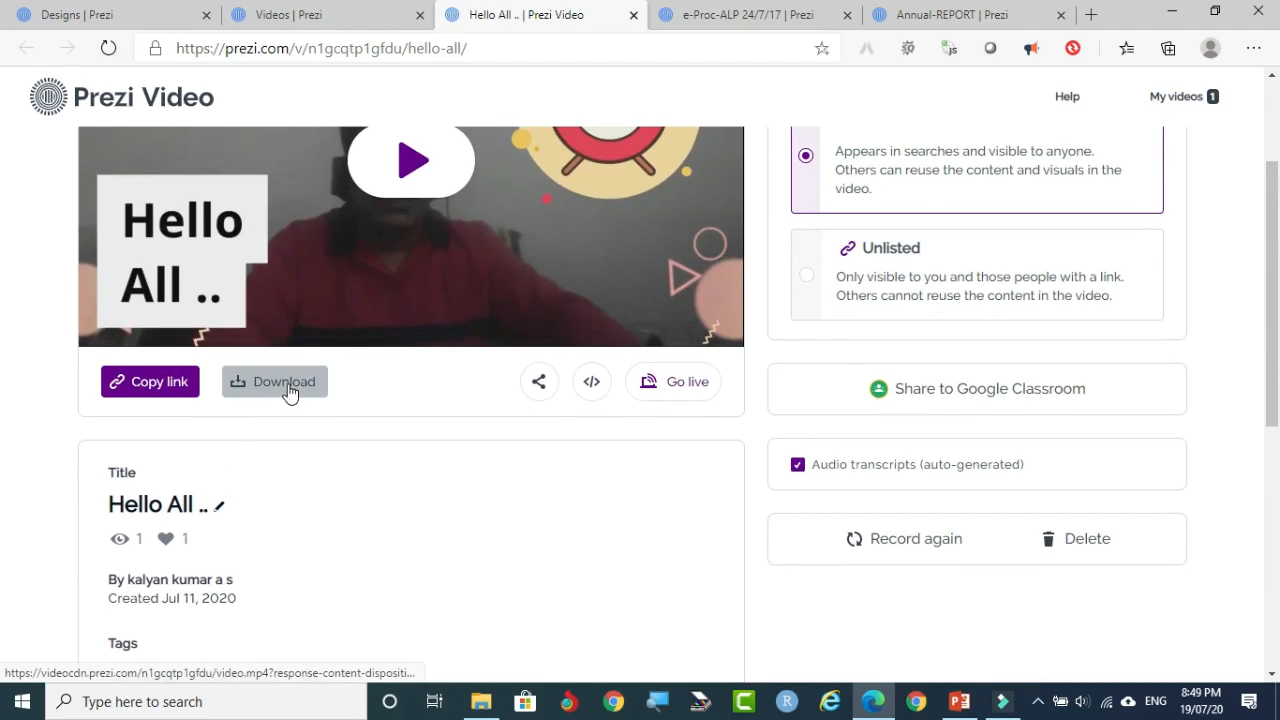 Designs | Prezi
Videos | Prezi
Hello All .. | Prezi Video
e-Proc-ALP 24/7/17 | Prezi
Annual-REPORT | Prezi
https://prezi.com/v/n1gcqtp1gfdu/hello-all/
Prezi Video
Help
My videos 1
Hello
All ..
Appears in searches and visible to anyone.
Others can reuse the content and visuals in the
video.
Unlisted
Only visible to you and those people with a link.
Others cannot reuse the content in the video.
Copy link
Download
Go live
Share to Google Classroom
Audio transcripts (auto-generated)
Title
Hello All ..
1 1
Record again
Delete
By kalyan kumar a s
Created Jul 11, 2020
Tags
https://videocdn.prezi.com/n1gcqtp1gfdu/video.mp4?response-content-dispositi...
Type here to search
ENG
8:49 PM
19/07/20